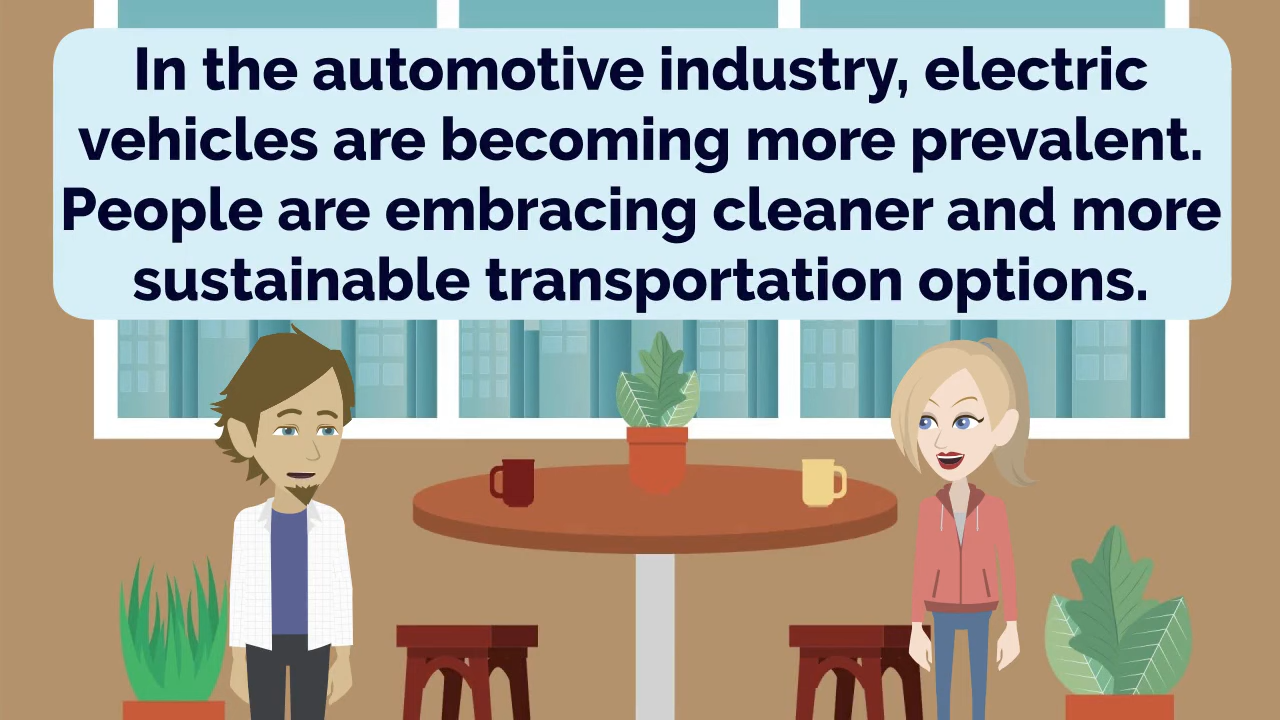 In the automotive industry, electric
vehicles are becoming more prevalent.
People are embracing cleaner and more
sustainable transportation options.